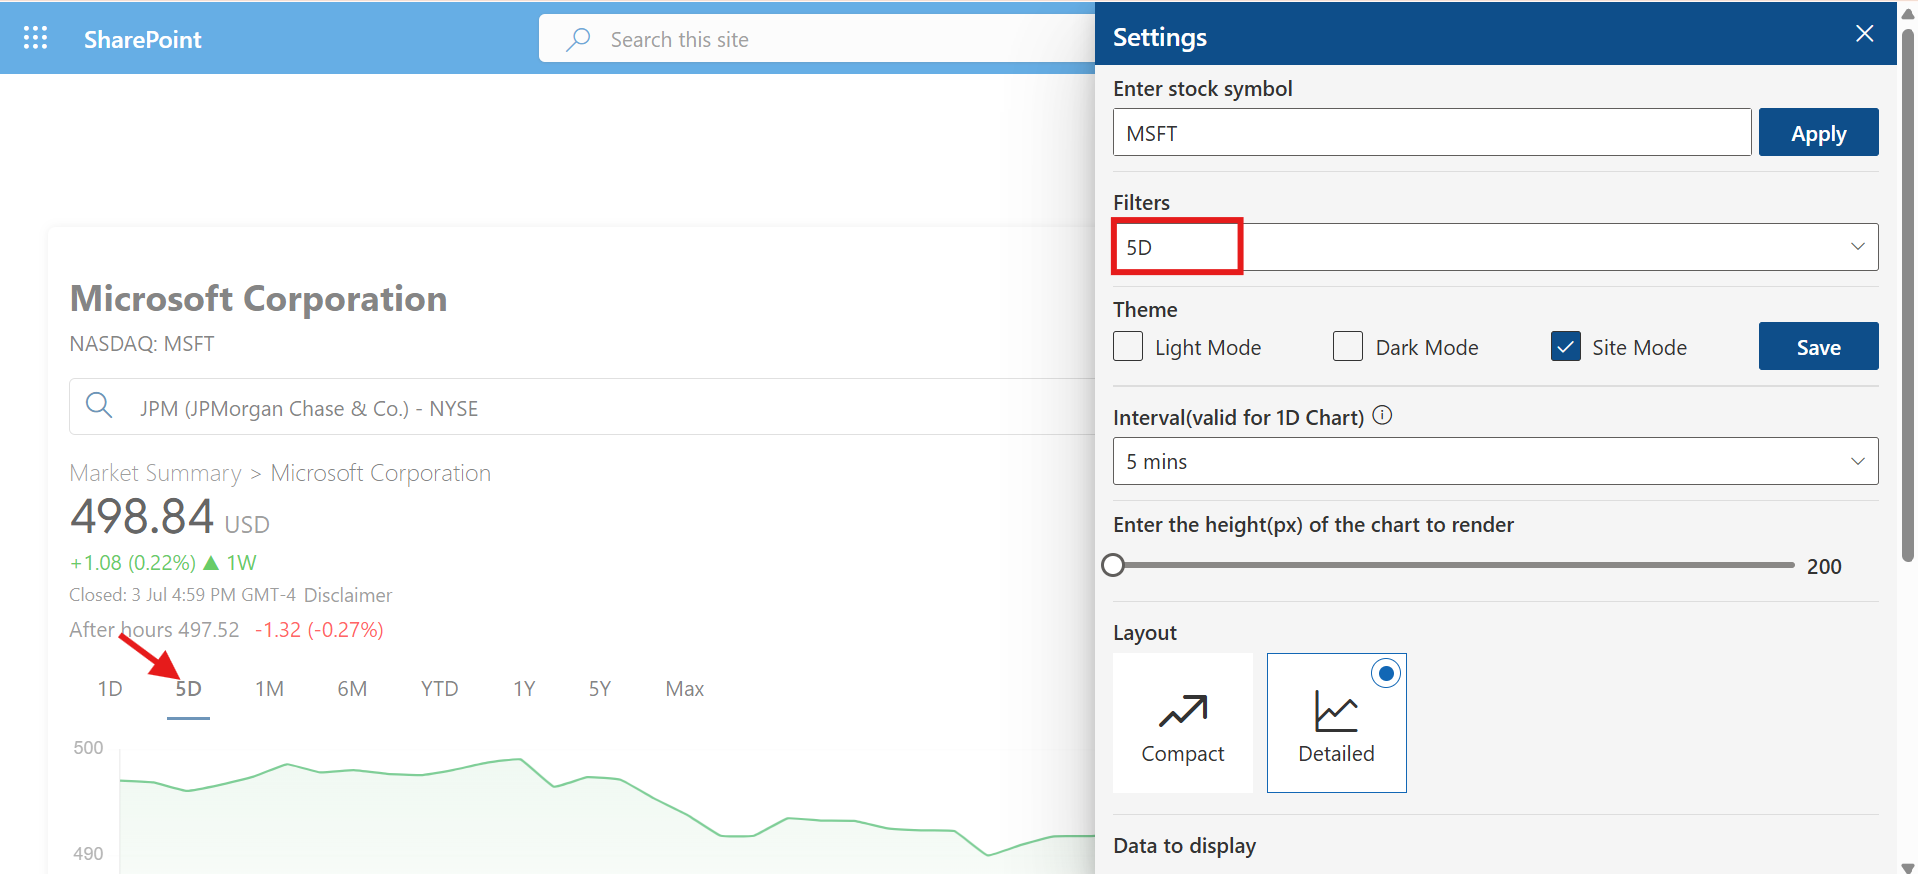 SharePoint
Search this site
Microsoft Corporation
NASDAQ: MSFT
JPM (JPMorgan Chase & Co.) - NYSE
Market Summary > Microsoft Corporation
498.84 USD
+1.08 (0.22%) ▲ 1W
Closed: 3 Jul 4:59 PM GMT-4 Disclaimer
After hours 497.52 -1.32 (-0.27%)
1D 5D 1M 6M YTD 1Y 5Y Max
500
490
Settings
Enter stock symbol
MSFT Apply
Filters
5D
Theme
Light Mode Dark Mode Site Mode Save
Interval(valid for 1D Chart)
5 mins
Enter the height(px) of the chart to render
200
Layout
Compact Detailed
Data to display